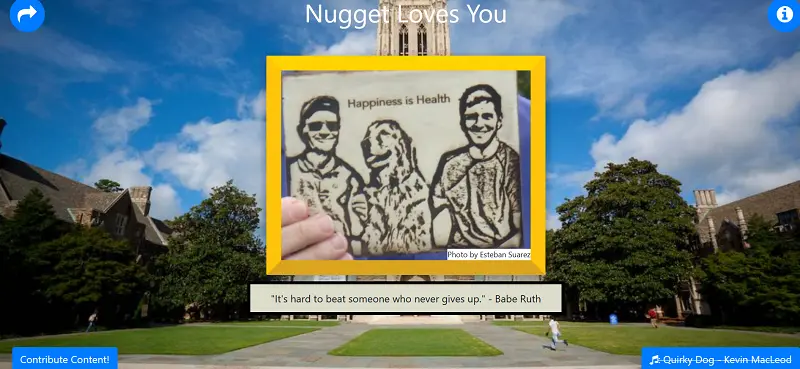 Nugget Loves You
Happiness is Health
Photo by Esteban Suarez
"It's hard to beat someone who never gives up." - Babe Ruth
Contribute Content!
Quirky Dog - Kevin MacLeod